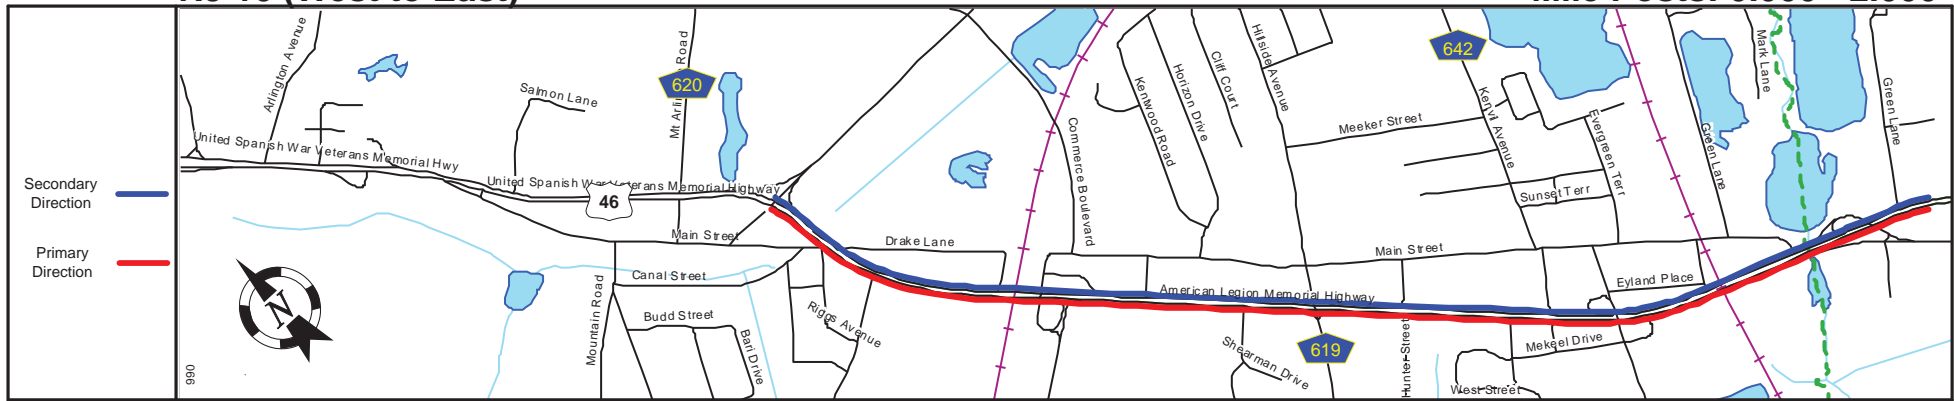 Secondary
Direction
Primary
Direction
Arlington Avenue
United Spanish War Veterans Memorial Hwy
Salmon Lane
620
United Spanish War Veterans Memorial Highway
46
Main Street
Drake Lane
Canal Street
Mountain Road
Budd Street
Bari Drive
Riggs Avenue
N
990
Commerce Boulevard
Kenwood Road
Horizon Drive
Cliff Court
Hillside Avenue
Meeker Street
642
Kenvil Avenue
Evergreen Terr
Sunset Terr
Main Street
American Legion Memorial Highway
Shearman Drive
619
Hunter Street
Mekeel Drive
West Street
Eyland Place
Green Lane
Mark Lane
Green Lane